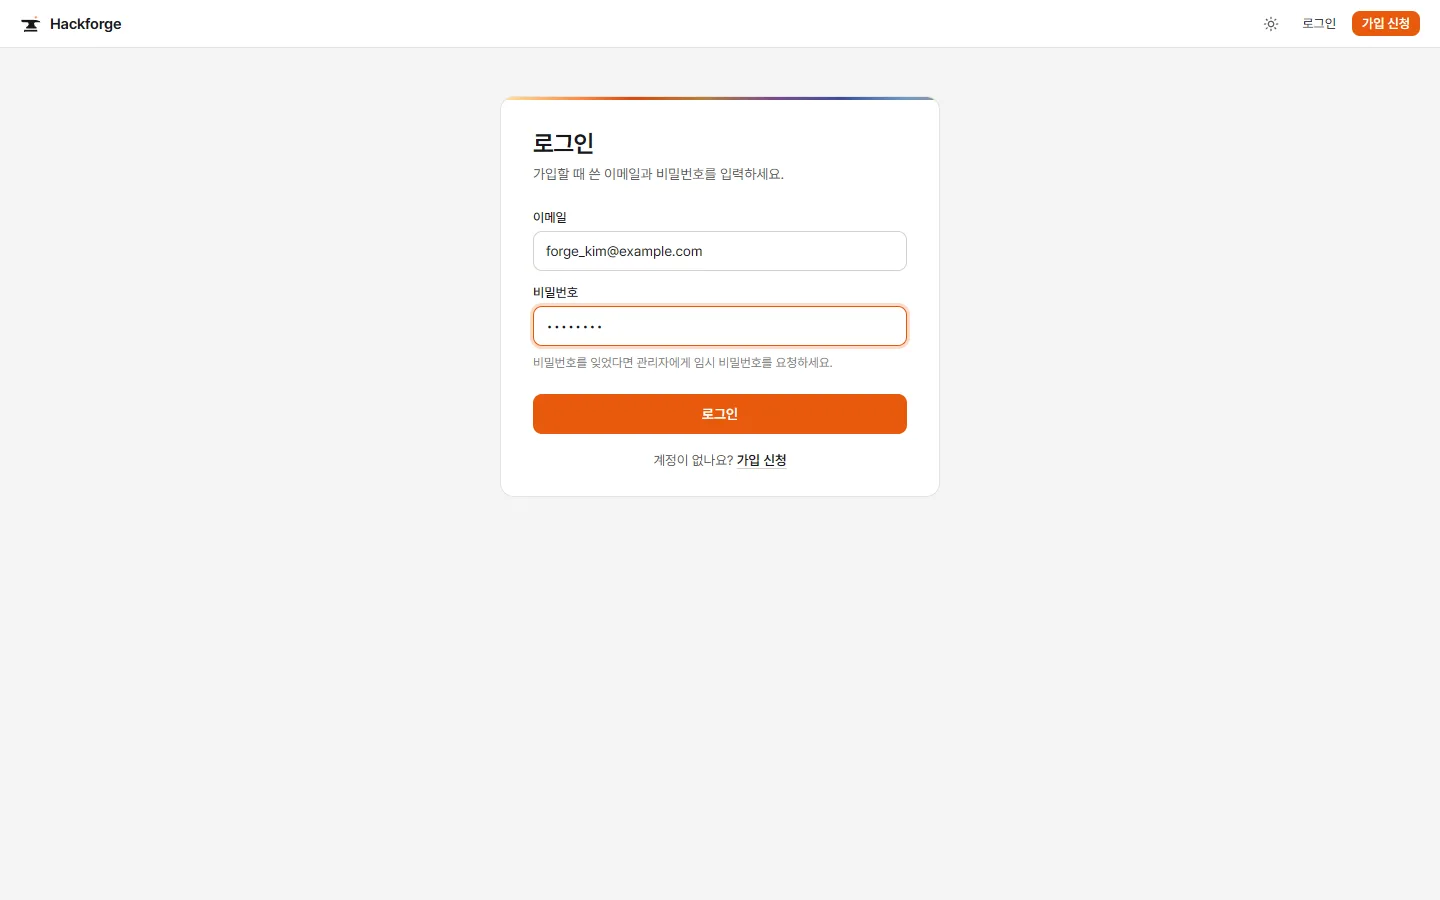 Hackforge
로그인
가입 신청
로그인
가입할 때 쓴 이메일과 비밀번호를 입력하세요.
이메일
forge_kim@example.com
비밀번호
••••••••
비밀번호를 잊었다면 관리자에게 임시 비밀번호를 요청하세요.
로그인
계정이 없나요? 가입 신청